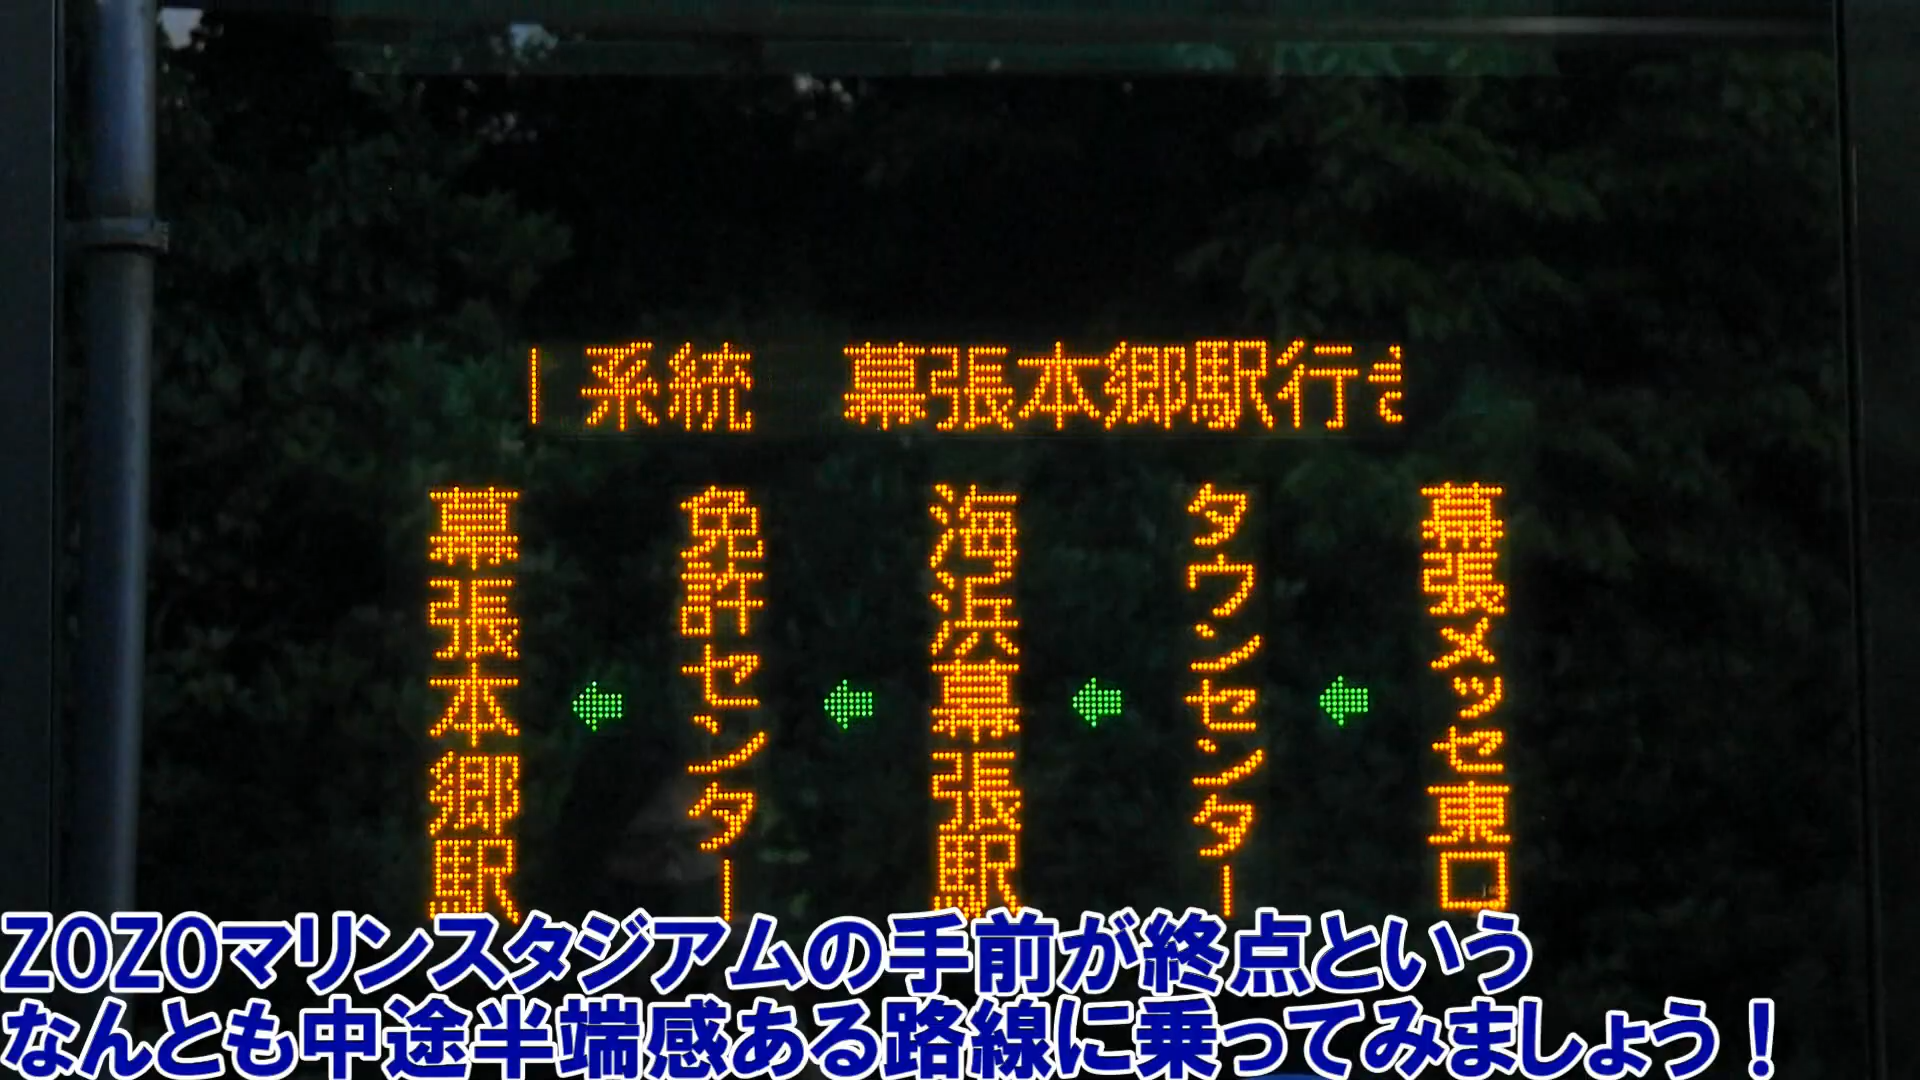 系統　幕張本郷駅行き
幕張メッセ東口
←
タウンセンター
←
海浜幕張駅
←
免許センター
←
幕張本郷駅
ZOZOマリンスタジアムの手前が終点という
なんとも中途半端感ある路線に乗ってみましょう！